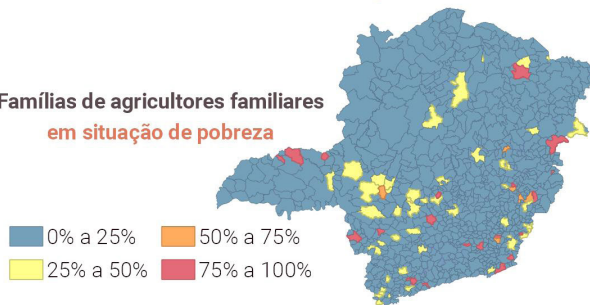 Famílias de agricultores familiares
em situação de pobreza
0% a 25%
50% a 75%
25% a 50%
75% a 100%